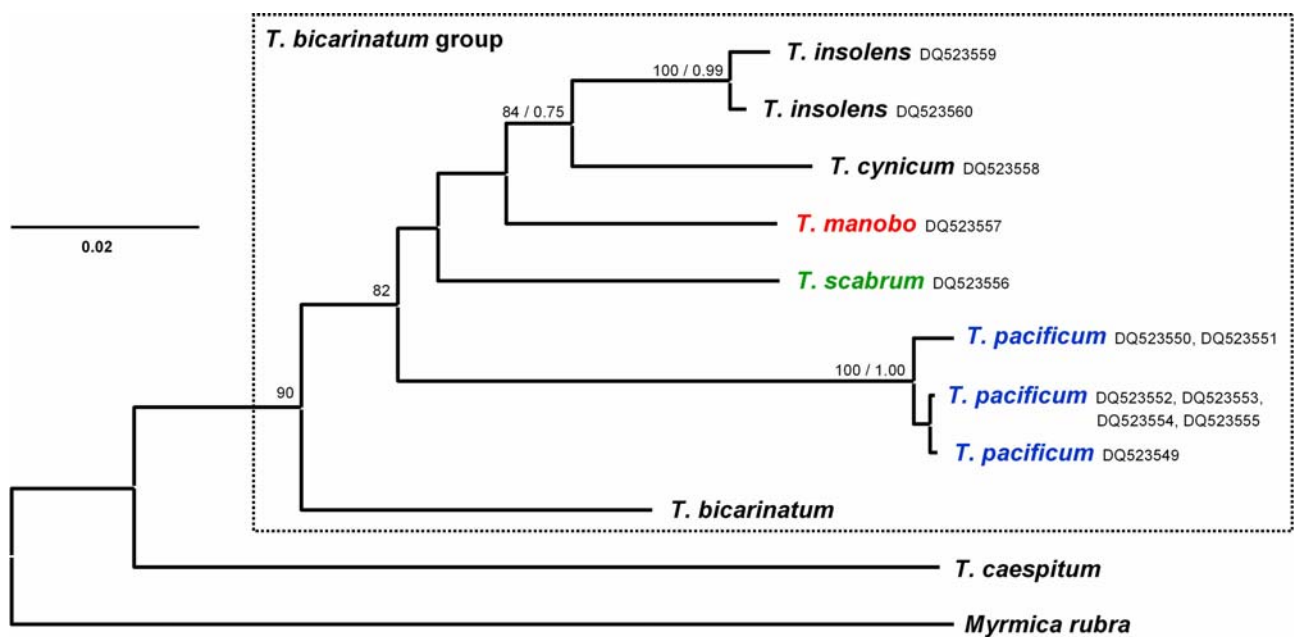 T. bicarinatum group
T. insolens DQ523559
100 / 0.99
T. insolens DQ523560
84 / 0.75
T. cynicum DQ523558
T. manobo DQ523557
0.02
T. scabrum DQ523556
82
T. pacificum DQ523550, DQ523551
100 / 1.00
T. pacificum DQ523552, DQ523553,
DQ523554, DQ523555
90
T. pacificum DQ523549
T. bicarinatum
T. caespitum
Myrmica rubra